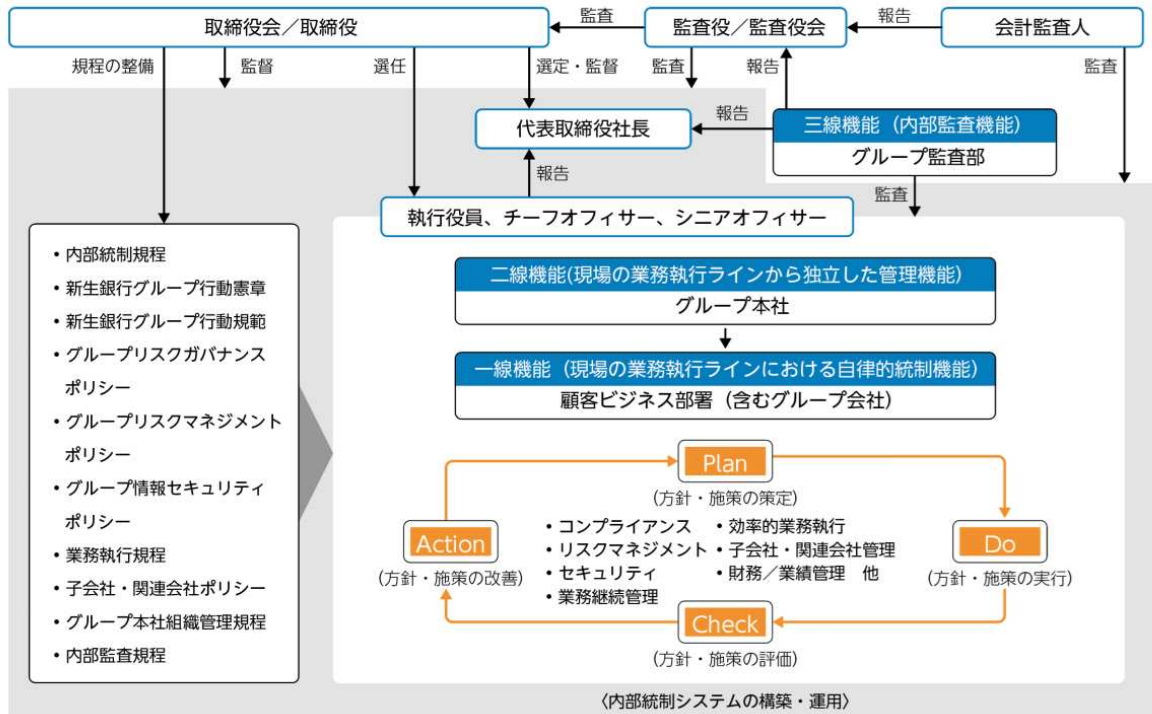 取締役会／取締役
監査
監査役／監査役会
報告
会計監査人
規程の整備
監督
選任
選定・監督
監査
報告
監査
代表取締役社長
報告
三線機能（内部監査機能）
グループ監査部
報告
監査
執行役員、チーフオフィサー、シニアオフィサー
・内部統制規程
・新生銀行グループ行動憲章
・新生銀行グループ行動規範
・グループリスクガバナンス
ポリシー
・グループリスクマネジメント
ポリシー
・グループ情報セキュリティ
ポリシー
・業務執行規程
・子会社・関連会社ポリシー
・グループ本社組織管理規程
・内部監査規程
二線機能(現場の業務執行ラインから独立した管理機能)
グループ本社
一線機能（現場の業務執行ラインにおける自律的統制機能）
顧客ビジネス部署（含むグループ会社）
Plan
(方針・施策の策定)
Action
(方針・施策の改善)
・コンプライアンス
・リスクマネジメント
・セキュリティ
・業務継続管理
・効率的業務執行
・子会社・関連会社管理
・財務／業績管理 他
Do
(方針・施策の実行)
Check
(方針・施策の評価)
〈内部統制システムの構築・運用〉